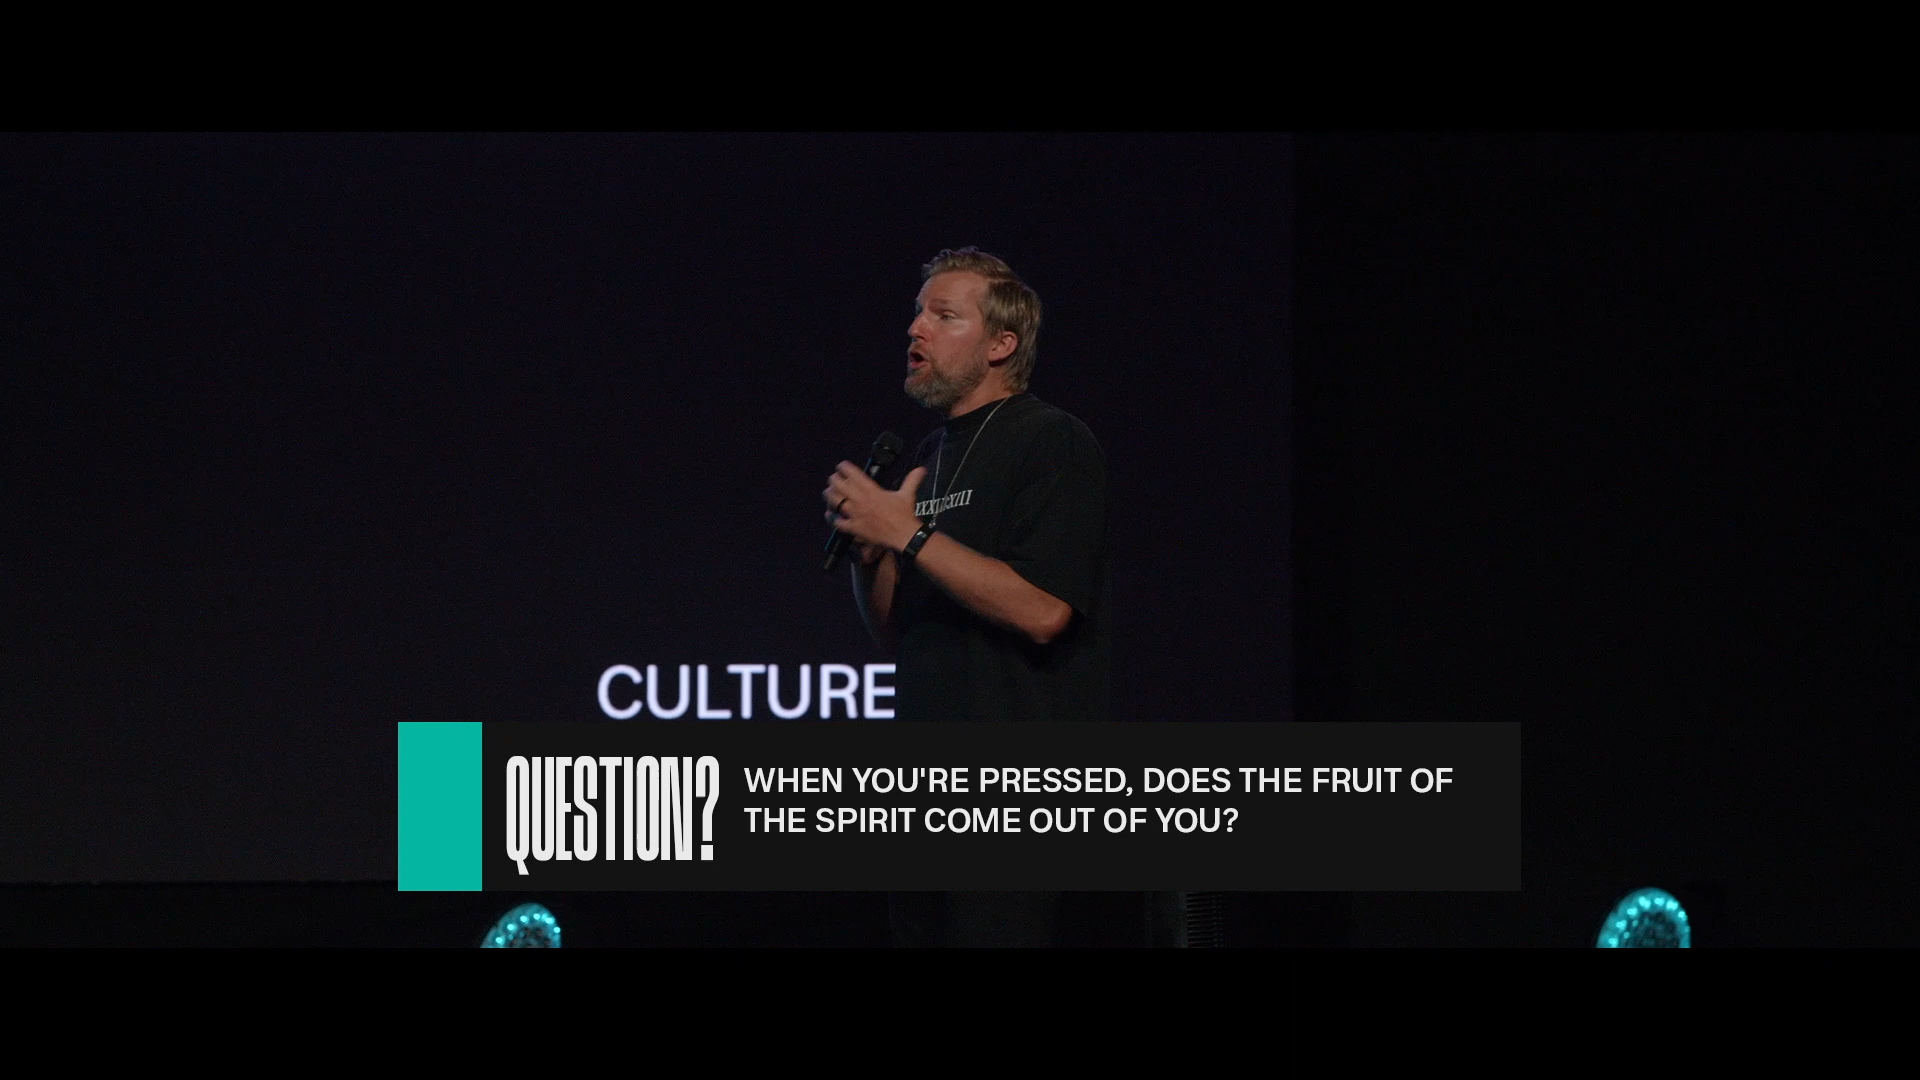 CULTURE
QUESTION?
WHEN YOU'RE PRESSED, DOES THE FRUIT OF
THE SPIRIT COME OUT OF YOU?